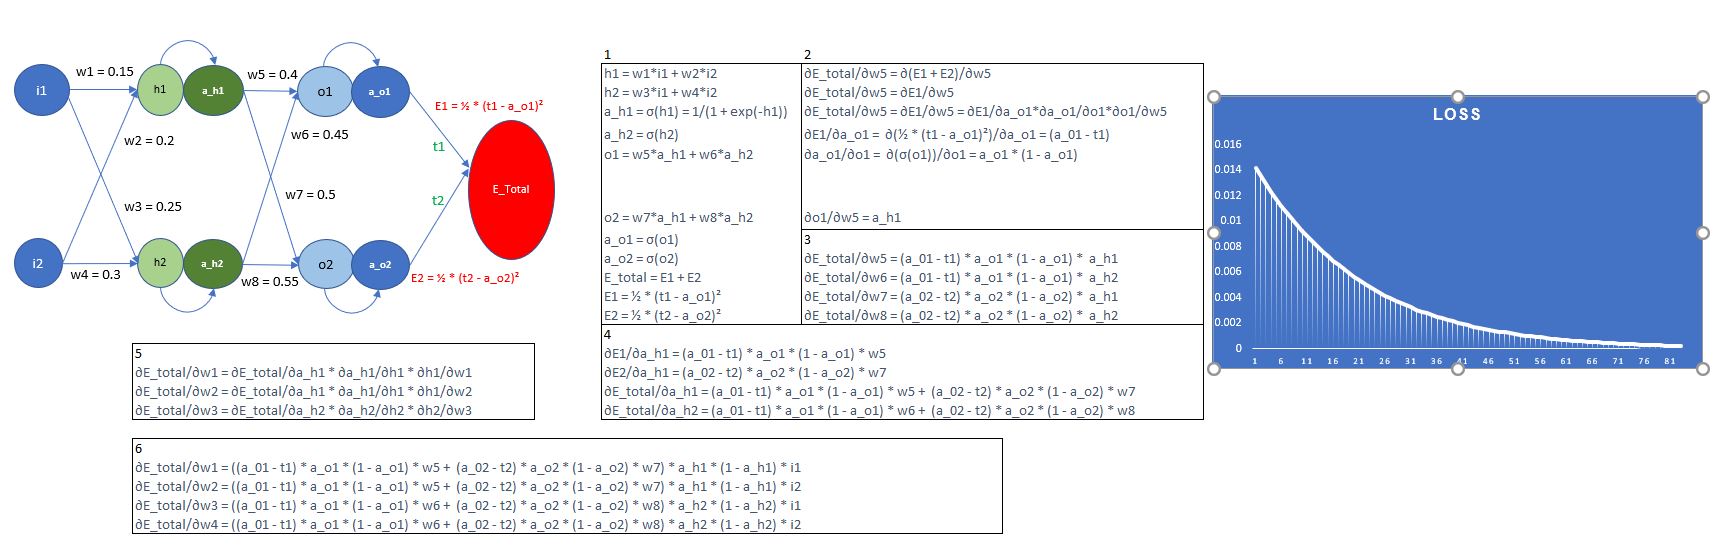 i1
w1 = 0.15
h1
a_h1
w5 = 0.4
o1
a_o1
E1 = ½ * (t1 - a_o1)²
w2 = 0.2
w6 = 0.45
t1
E_Total
w7 = 0.5
t2
w3 = 0.25
i2
w4 = 0.3
h2
a_h2
w8 = 0.55
o2
a_o2
E2 = ½ * (t2 - a_o2)²
1
h1 = w1*i1 + w2*i2
h2 = w3*i1 + w4*i2
a_h1 = σ(h1) = 1/(1 + exp(-h1))
a_h2 = σ(h2)
o1 = w5*a_h1 + w6*a_h2
o2 = w7*a_h1 + w8*a_h2
a_o1 = σ(o1)
a_o2 = σ(o2)
E_total = E1 + E2
E1 = ½ * (t1 - a_o1)²
E2 = ½ * (t2 - a_o2)²
2
∂E_total/∂w5 = ∂(E1 + E2)/∂w5
∂E_total/∂w5 = ∂E1/∂w5
∂E_total/∂w5 = ∂E1/∂w5 = ∂E1/∂a_o1*∂a_o1/∂o1*∂o1/∂w5
∂E1/∂a_o1 = ∂(½ * (t1 - a_o1)²)/∂a_o1 = (a_01 - t1)
∂a_o1/∂o1 = ∂(σ(o1))/∂o1 = a_o1 * (1 - a_o1)
∂o1/∂w5 = a_h1
3
∂E_total/∂w5 = (a_01 - t1) * a_o1 * (1 - a_o1) * a_h1
∂E_total/∂w6 = (a_01 - t1) * a_o1 * (1 - a_o1) * a_h2
∂E_total/∂w7 = (a_02 - t2) * a_o2 * (1 - a_o2) * a_h1
∂E_total/∂w8 = (a_02 - t2) * a_o2 * (1 - a_o2) * a_h2
4
∂E1/∂a_h1 = (a_01 - t1) * a_o1 * (1 - a_o1) * w5
∂E2/∂a_h1 = (a_02 - t2) * a_o2 * (1 - a_o2) * w7
∂E_total/∂a_h1 = (a_01 - t1) * a_o1 * (1 - a_o1) * w5 + (a_02 - t2) * a_o2 * (1 - a_o2) * w7
∂E_total/∂a_h2 = (a_01 - t1) * a_o1 * (1 - a_o1) * w6 + (a_02 - t2) * a_o2 * (1 - a_o2) * w8
5
∂E_total/∂w1 = ∂E_total/∂a_h1 * ∂a_h1/∂h1 * ∂h1/∂w1
∂E_total/∂w2 = ∂E_total/∂a_h1 * ∂a_h1/∂h1 * ∂h1/∂w2
∂E_total/∂w3 = ∂E_total/∂a_h2 * ∂a_h2/∂h2 * ∂h2/∂w3
6
∂E_total/∂w1 = ((a_01 - t1) * a_o1 * (1 - a_o1) * w5 + (a_02 - t2) * a_o2 * (1 - a_o2) * w7) * a_h1 * (1 - a_h1) * i1
∂E_total/∂w2 = ((a_01 - t1) * a_o1 * (1 - a_o1) * w5 + (a_02 - t2) * a_o2 * (1 - a_o2) * w7) * a_h1 * (1 - a_h1) * i2
∂E_total/∂w3 = ((a_01 - t1) * a_o1 * (1 - a_o1) * w6 + (a_02 - t2) * a_o2 * (1 - a_o2) * w8) * a_h2 * (1 - a_h2) * i1
∂E_total/∂w4 = ((a_01 - t1) * a_o1 * (1 - a_o1) * w6 + (a_02 - t2) * a_o2 * (1 - a_o2) * w8) * a_h2 * (1 - a_h2) * i2
LOSS
0.016
0.014
0.012
0.01
0.008
0.006
0.004
0.002
0
1 6 11 16 21 26 31 36 41 46 51 56 61 66 71 76 81